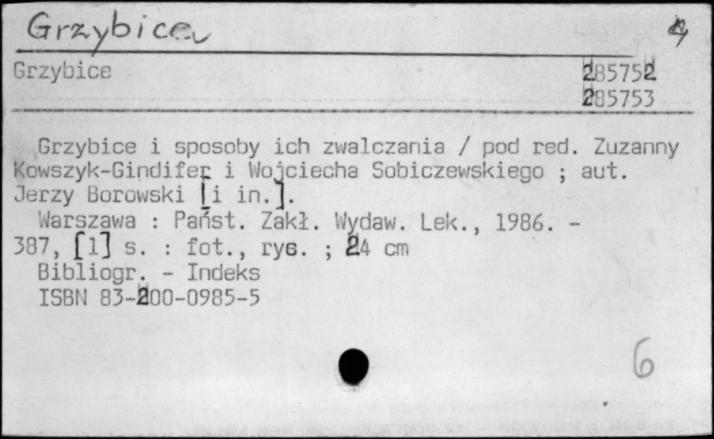 Grzybice
Grzybice 285752
285753
Grzybice i sposoby ich zwalczania / pod red. Zuzanny
Kowszyk-Gindifer i Wojciecha Sobiczewskiego ; aut.
Jerzy Borowski [i in.].
Warszawa : Państ. Zakł. Wydaw. Lek., 1986. -
387, [1] s. : fot., rys. ; 24 cm
Bibliogr. - Indeks
ISBN 83-200-0985-5
6